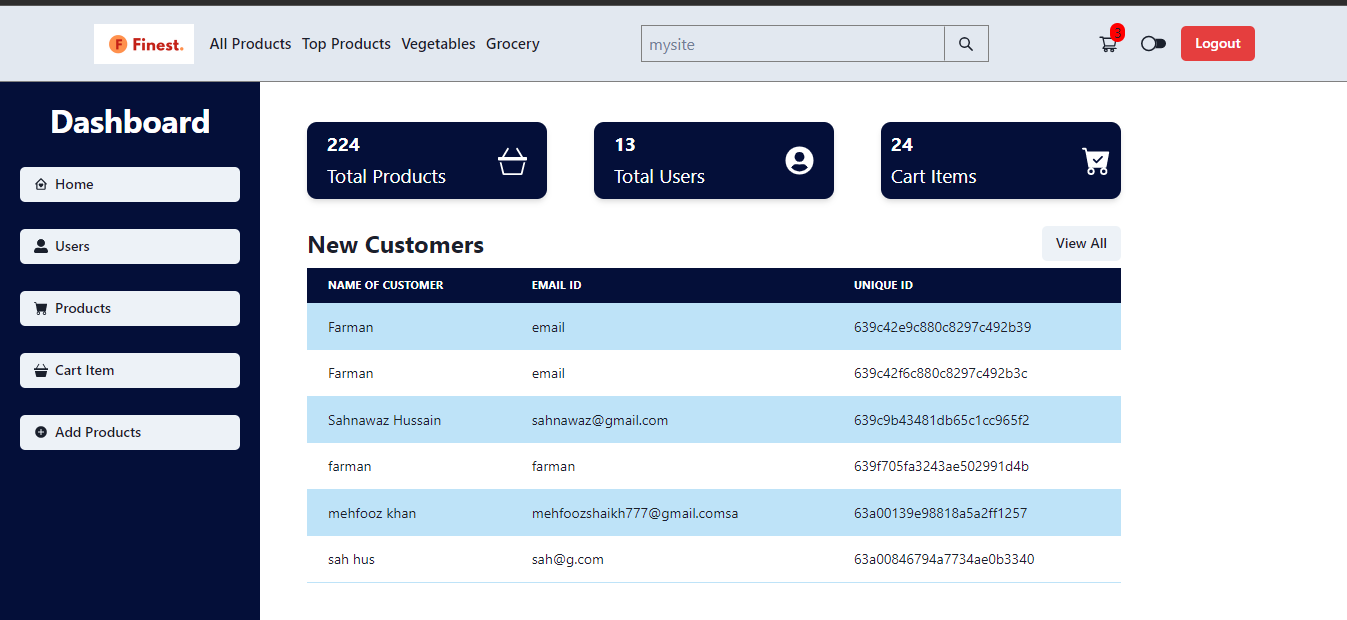 F Finest. All Products Top Products Vegetables Grocery mysite 3 Logout
Dashboard
Home
Users
Products
Cart Item
Add Products
224
Total Products
13
Total Users
24
Cart Items
New Customers View All
NAME OF CUSTOMER EMAIL ID UNIQUE ID
Farman email 639c42e9c880c8297c492b39
Farman email 639c42f6c880c8297c492b3c
Sahnawaz Hussain sahnawaz@gmail.com 639c9b43481db65c1cc965f2
farman farman 639f705fa3243ae502991d4b
mehfooz khan mehfoozshaikh777@gmail.comsa 63a00139e98818a5a2ff1257
sah hus sah@g.com 63a00846794a7734ae0b3340